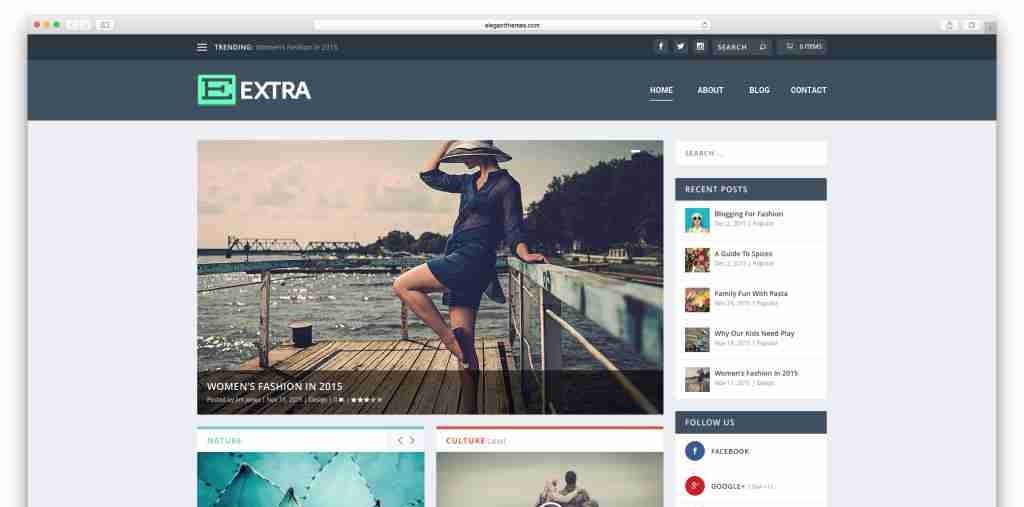 elegantthemes.com
TRENDING: Women's Fashion In 2015
SEARCH
0 ITEMS
E EXTRA
HOME ABOUT BLOG CONTACT
SEARCH ...
RECENT POSTS
Blogging For Fashion
Dec 2, 2015 | Popular
A Guide To Spices
Dec 2, 2015 | Popular
Family Fun With Pasta
Nov 24, 2015 | Popular
Why Our Kids Need Play
Nov 18, 2015 | Popular
Women's Fashion In 2015
Nov 11, 2015 | Design
WOMEN'S FASHION IN 2015
Posted by Jim Jones | Nov 11, 2015 | Design | 0
FOLLOW US
NATURE
CULTURE Latest
FACEBOOK
GOOGLE+